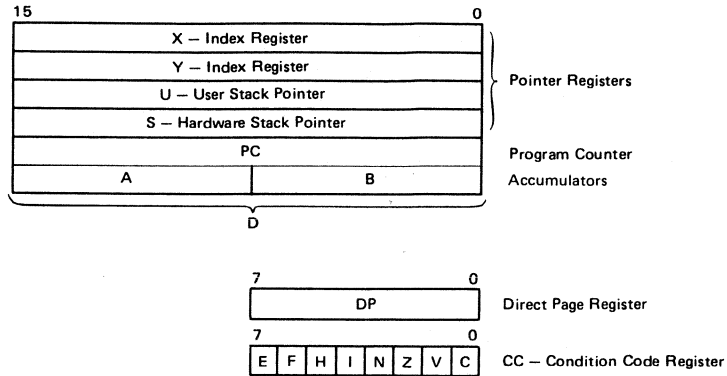 15 0
X – Index Register
Y – Index Register
U – User Stack Pointer
S – Hardware Stack Pointer
Pointer Registers
PC
Program Counter
A B
Accumulators
D
7 0
DP
Direct Page Register
7 0
E F H I N Z V C
CC – Condition Code Register